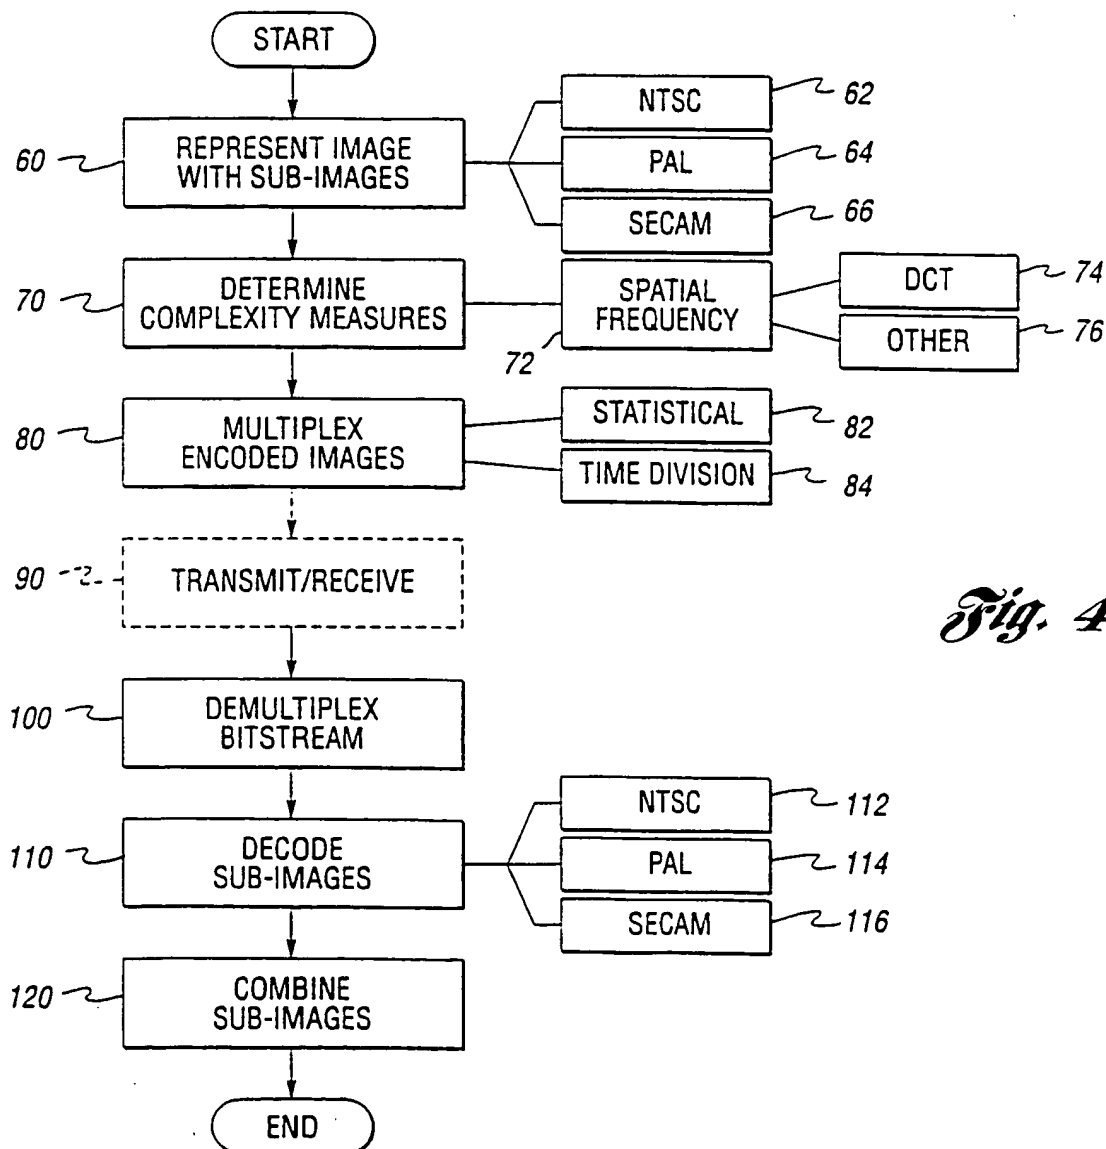 START
REPRESENT IMAGE
WITH SUB-IMAGES
60
NTSC
62
PAL
64
SECAM
66
DETERMINE
COMPLEXITY MEASURES
70
SPATIAL
FREQUENCY
72
DCT
74
OTHER
76
MULTIPLEX
ENCODED IMAGES
80
STATISTICAL
82
TIME DIVISION
84
TRANSMIT/RECEIVE
90
Fig. 4
DEMULTIPLEX
BITSTREAM
100
DECODE
SUB-IMAGES
110
NTSC
112
PAL
114
SECAM
116
COMBINE
SUB-IMAGES
120
END